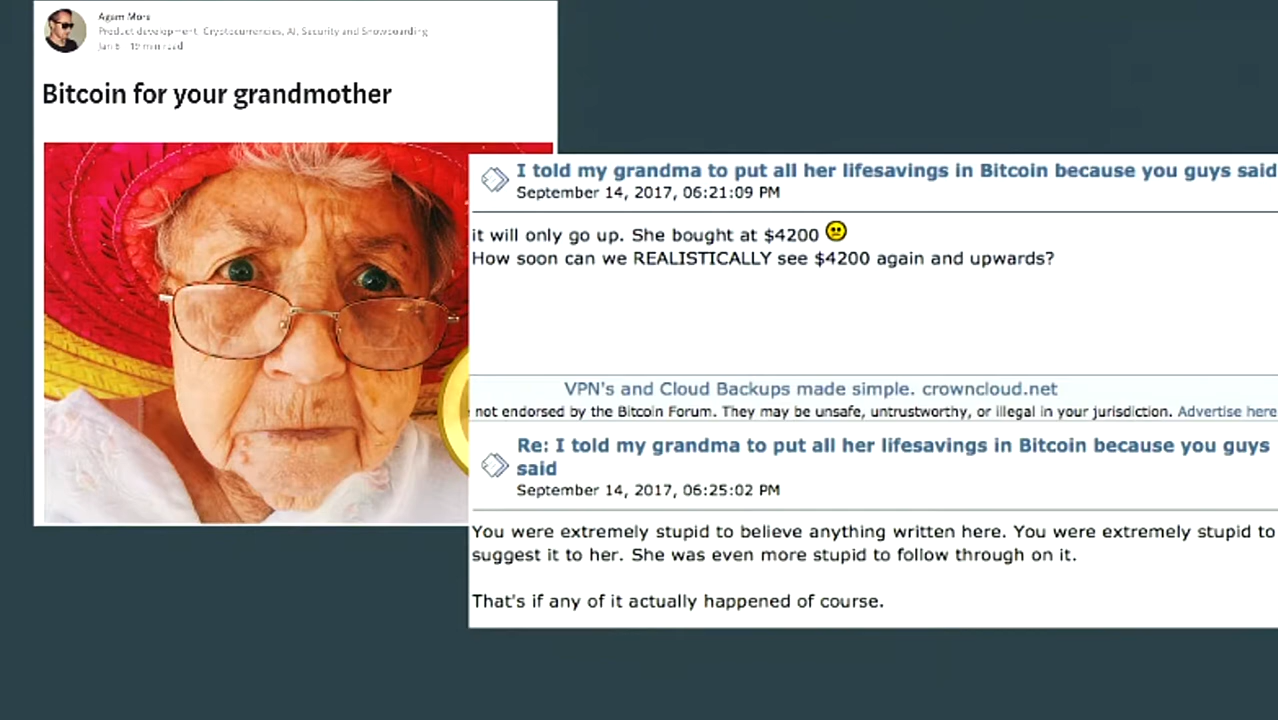 Agam More
Product development, Cryptocurrencies, AI, Security and Snowboarding
Jan 6 · 19 min read
Bitcoin for your grandmother
I told my grandma to put all her lifesavings in Bitcoin because you guys said
September 14, 2017, 06:21:09 PM
it will only go up. She bought at $4200
How soon can we REALISTICALLY see $4200 again and upwards?
VPN's and Cloud Backups made simple. crowncloud.net
not endorsed by the Bitcoin Forum. They may be unsafe, untrustworthy, or illegal in your jurisdiction. Advertise here
Re: I told my grandma to put all her lifesavings in Bitcoin because you guys
said
September 14, 2017, 06:25:02 PM
You were extremely stupid to believe anything written here. You were extremely stupid to
suggest it to her. She was even more stupid to follow through on it.
That's if any of it actually happened of course.